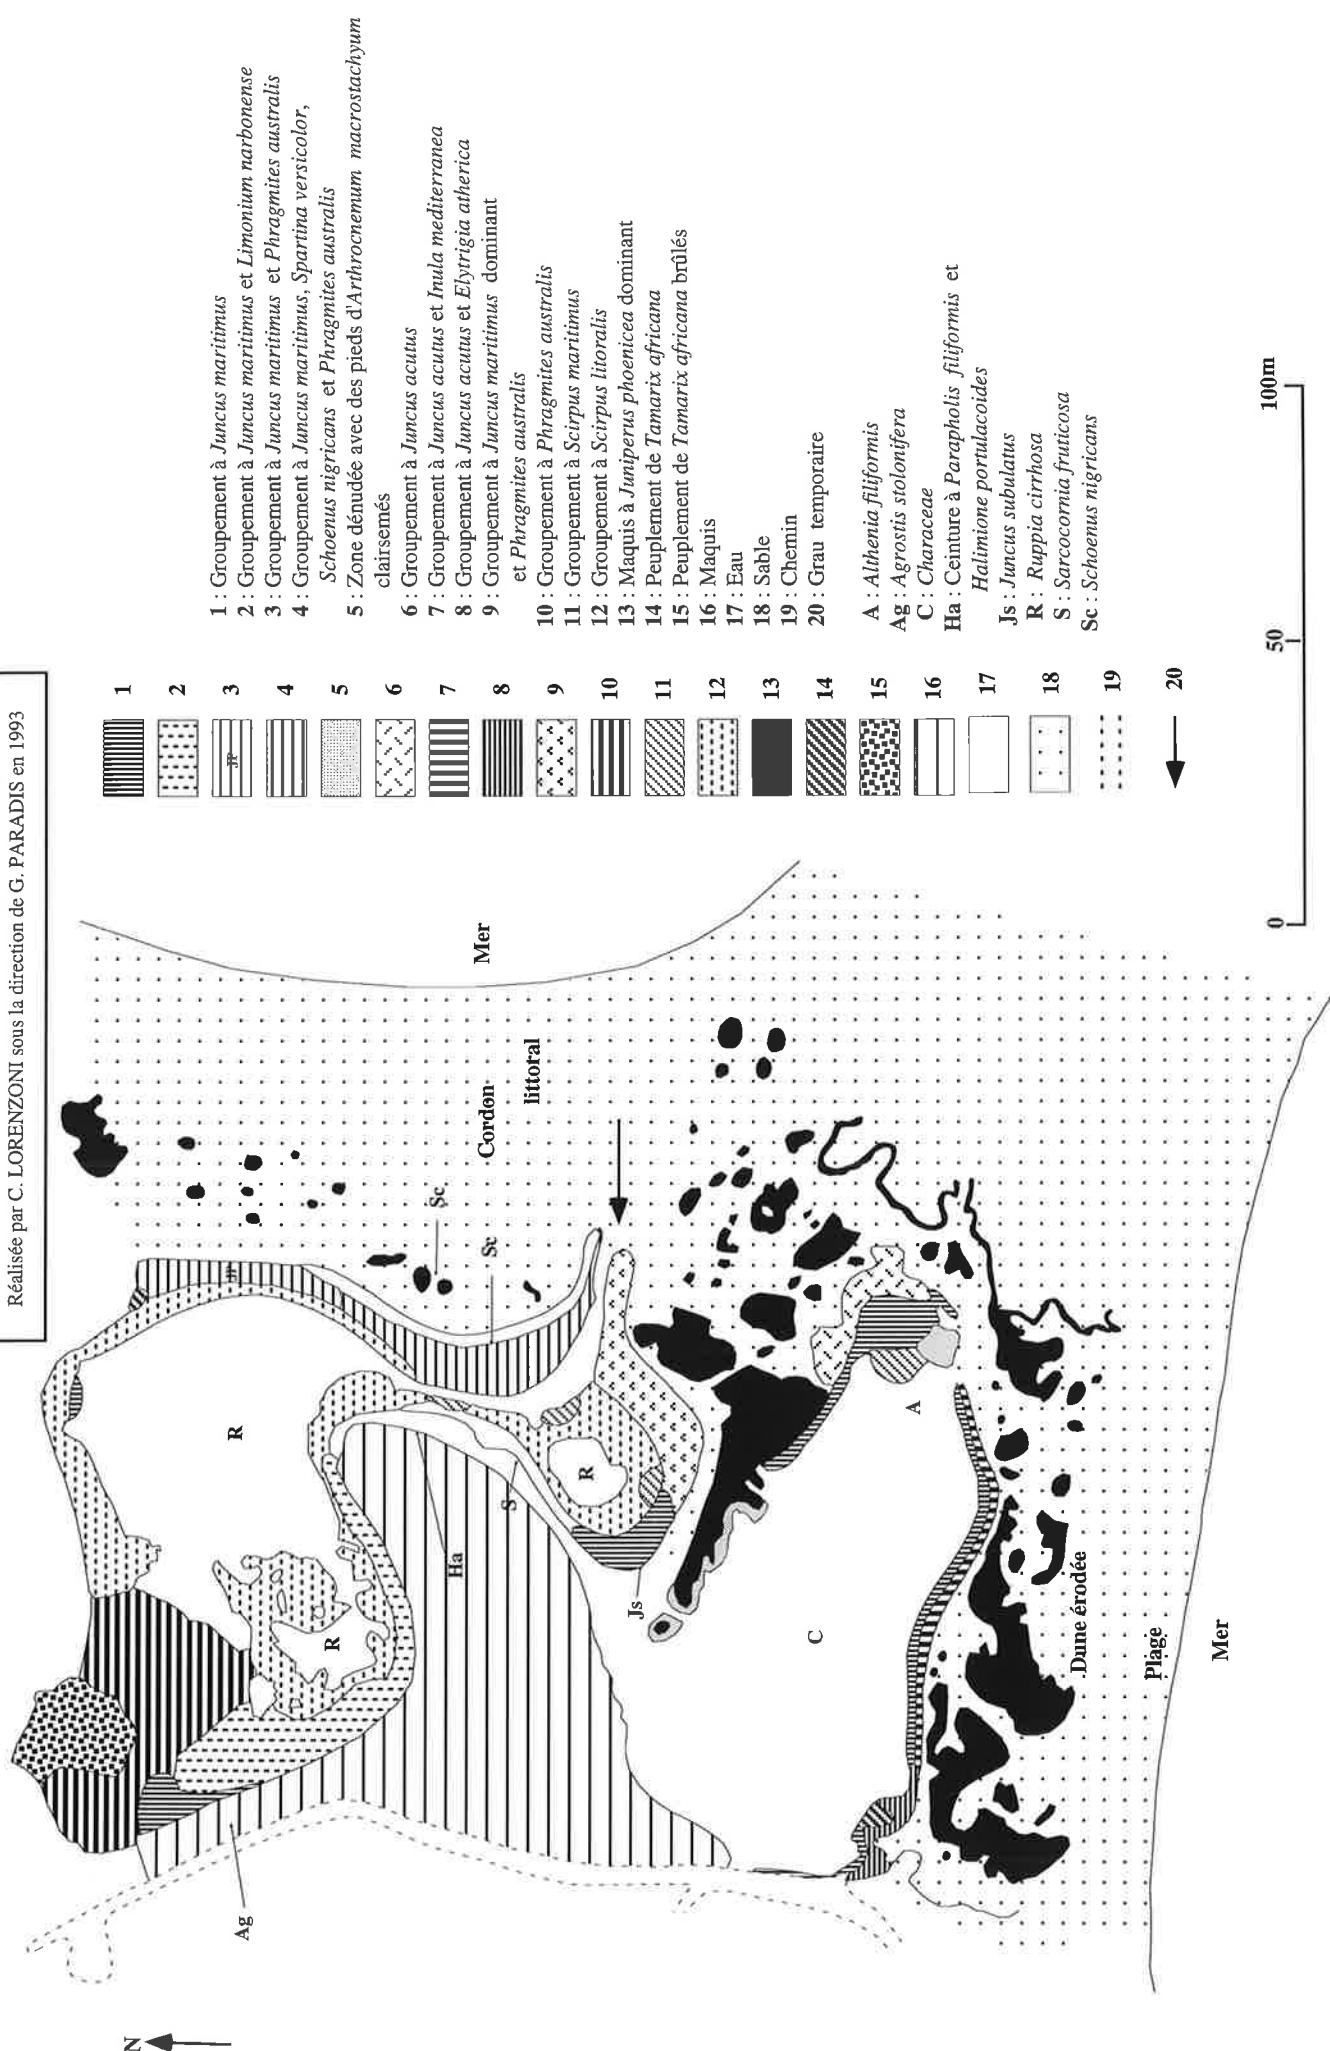 Réalisée par C. LORENZONI sous la direction de G. PARADIS en 1993
1
2
3
JP
4
5
6
7
8
9
10
11
12
13
14
15
16
17
18
19
20
1 : Groupement à Juncus maritimus
2 : Groupement à Juncus maritimus et Limonium narbonense
3 : Groupement à Juncus maritimus et Phragmites australis
4 : Groupement à Juncus maritimus, Spartina versicolor,
Schoenus nigricans et Phragmites australis
5 : Zone dénudée avec des pieds d'Arthrocnemum macrostachyum
clairsemés
6 : Groupement à Juncus acutus
7 : Groupement à Juncus acutus et Inula mediterranea
8 : Groupement à Juncus acutus et Elytrigia atherica
9 : Groupement à Juncus maritimus dominant
et Phragmites australis
10 : Groupement à Phragmites australis
11 : Groupement à Scirpus maritimus
12 : Groupement à Scirpus litoralis
13 : Maquis à Juniperus phoenicea dominant
14 : Peuplement de Tamarix africana
15 : Peuplement de Tamarix africana brûlés
16 : Maquis
17 : Eau
18 : Sable
19 : Chemin
20 : Grau temporaire
A : Althenia filiformis
Ag : Agrostis stolonifera
C : Characeae
Ha : Ceinture à Parapholis filiformis et
Halimione portulacoides
Js : Juncus subulatus
R : Ruppia cirrhosa
S : Sarcocornia fruticosa
Sc : Schoenus nigricans
0
50
100m
Mer
Cordon
littoral
Sc
Sc
JP
R
R
R
S
Ha
Js
A
C
Ag
Dune érodée
Plage
Mer
N